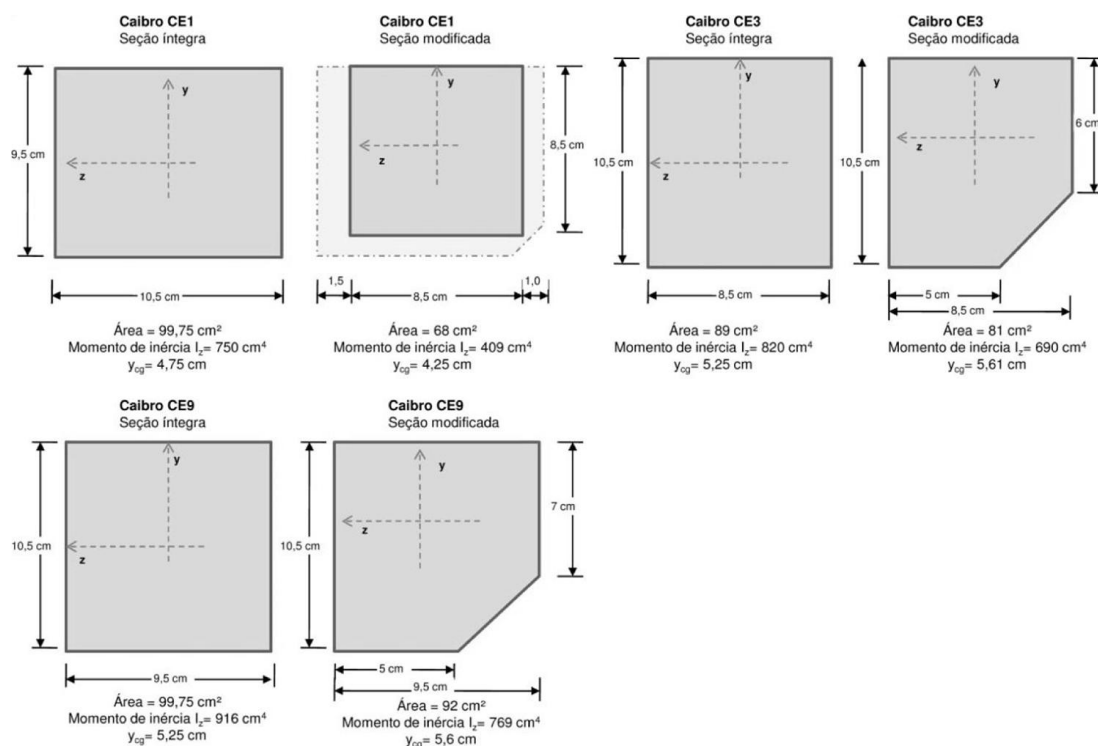 Caibro CE1
Seção íntegra
y
z
9,5 cm
10,5 cm
Área = 99,75 cm²
Momento de inércia Iz= 750 cm⁴
ycg= 4,75 cm
Caibro CE1
Seção modificada
y
z
8,5 cm
1,5
8,5 cm
1,0
Área = 68 cm²
Momento de inércia Iz= 409 cm⁴
ycg= 4,25 cm
Caibro CE3
Seção íntegra
y
z
10,5 cm
8,5 cm
Área = 89 cm²
Momento de inércia Iz= 820 cm⁴
ycg= 5,25 cm
Caibro CE3
Seção modificada
y
z
10,5 cm
6 cm
5 cm
8,5 cm
Área = 81 cm²
Momento de inércia Iz= 690 cm⁴
ycg= 5,61 cm
Caibro CE9
Seção íntegra
y
z
10,5 cm
9,5 cm
Área = 99,75 cm²
Momento de inércia Iz= 916 cm⁴
ycg= 5,25 cm
Caibro CE9
Seção modificada
y
z
10,5 cm
7 cm
5 cm
9,5 cm
Área = 92 cm²
Momento de inércia Iz= 769 cm⁴
ycg= 5,6 cm